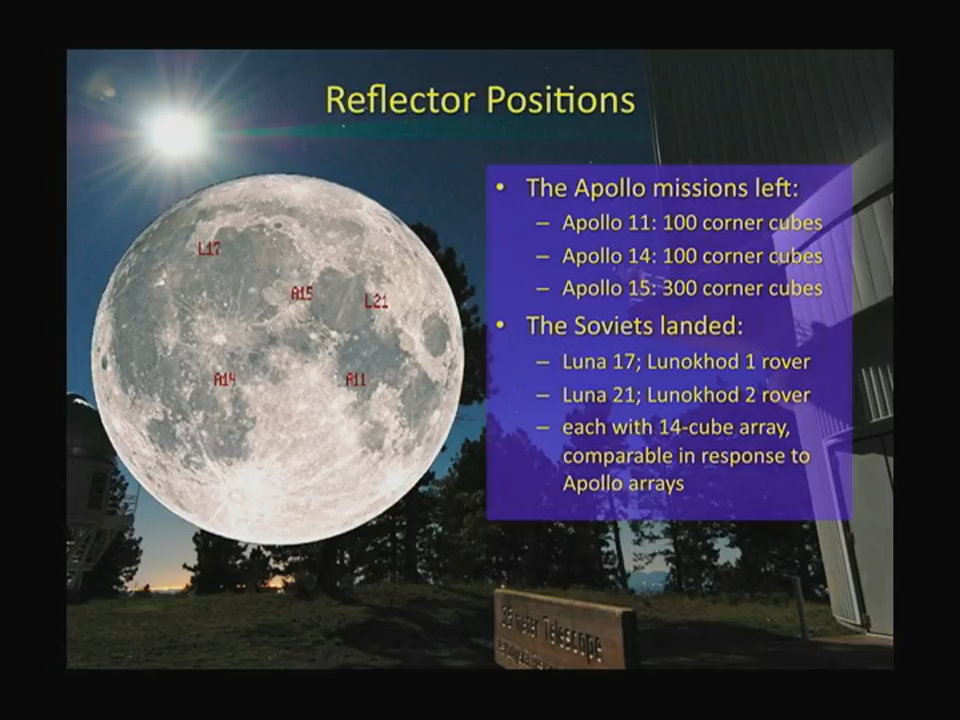 Reflector Positions
L17
A15
L21
A14
A11
• The Apollo missions left:
– Apollo 11: 100 corner cubes
– Apollo 14: 100 corner cubes
– Apollo 15: 300 corner cubes
• The Soviets landed:
– Luna 17; Lunokhod 1 rover
– Luna 21; Lunokhod 2 rover
– each with 14-cube array,
comparable in response to
Apollo arrays
meter Telescope